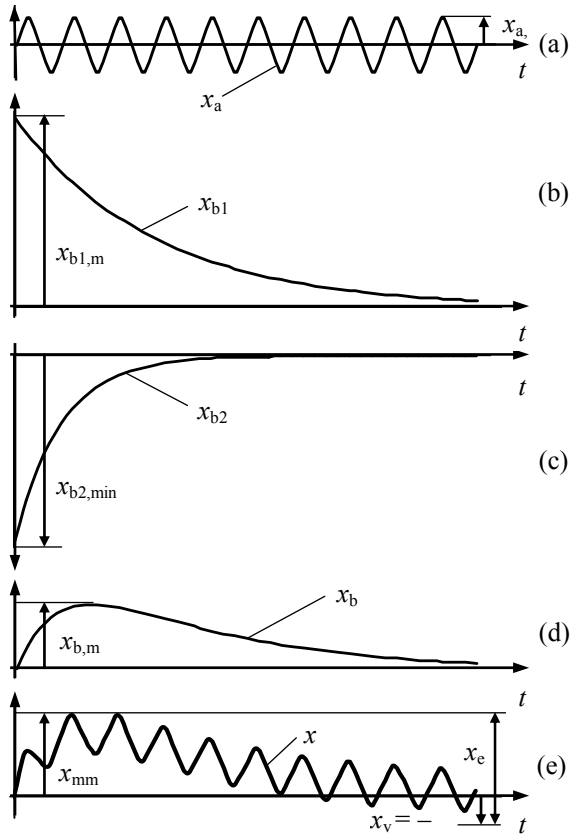 x_a,
(a)
t
x_a
(b)
x_b1
x_b1,m
t
t
x_b2
(c)
x_b2,min
x_b
(d)
x_b,m
t
x
x_e
(e)
x_mm
x_v = –
t